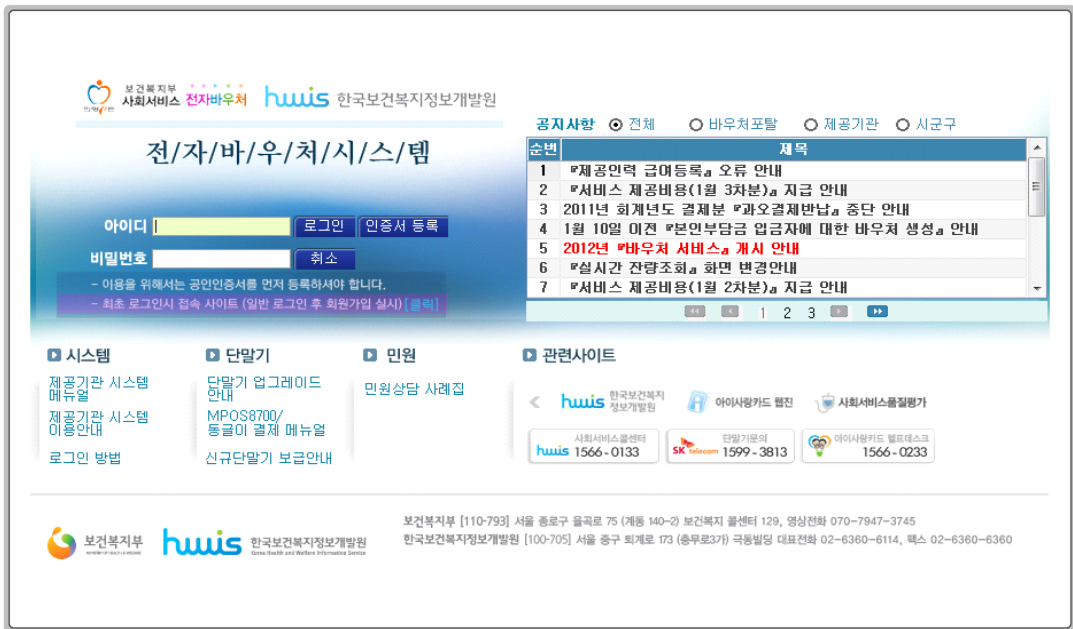 보건복지부
사회서비스 전자바우처
hwis 한국보건복지정보개발원
전/자/바/우/처/시/스/템
아이디 로그인 인증서 등록
비밀번호 취소
- 이용을 위해서는 공인인증서를 먼저 등록하셔야 합니다.
- 최초 로그인시 접속 사이트 (일반 로그인 후 회원가입 실시) [클릭]
공지사항 전체 바우처포탈 제공기관 시군구
순번 제목
1 『제공인력 급여등록』 오류 안내
2 『서비스 제공비용(1월 3차분)』 지급 안내
3 2011년 회계년도 결제분 『과오결제반납』 중단 안내
4 1월 10일 이전 『본인부담금 입금자에 대한 바우처 생성』 안내
5 2012년 『바우처 서비스』 개시 안내
6 『실시간 잔량조회』 화면 변경안내
7 『서비스 제공비용(1월 2차분)』 지급 안내
1 2 3
시스템
제공기관 시스템
메뉴얼
제공기관 시스템
이용안내
로그인 방법
단말기
단말기 업그레이드
안내
MPOS8700/
동글이 결제 메뉴얼
신규단말기 보급안내
민원
민원상담 사례집
관련사이트
hwis 한국보건복지
정보개발원
아이사랑카드 웹진
사회서비스품질평가
hwis 사회서비스콜센터
1566-0133
SK telecom 단말기문의
1599-3813
아이사랑카드 헬프데스크
1566-0233
보건복지부
MINISTRY OF HEALTH & WELFARE
hwis 한국보건복지정보개발원
Korea Health and Welfare Information Service
보건복지부 [110-793] 서울 종로구 율곡로 75 (계동 140-2) 보건복지 콜센터 129, 영상전화 070-7947-3745
한국보건복지정보개발원 [100-705] 서울 중구 퇴계로 173 (충무로3가) 극동빌딩 대표전화 02-6360-6114, 팩스 02-6360-6360